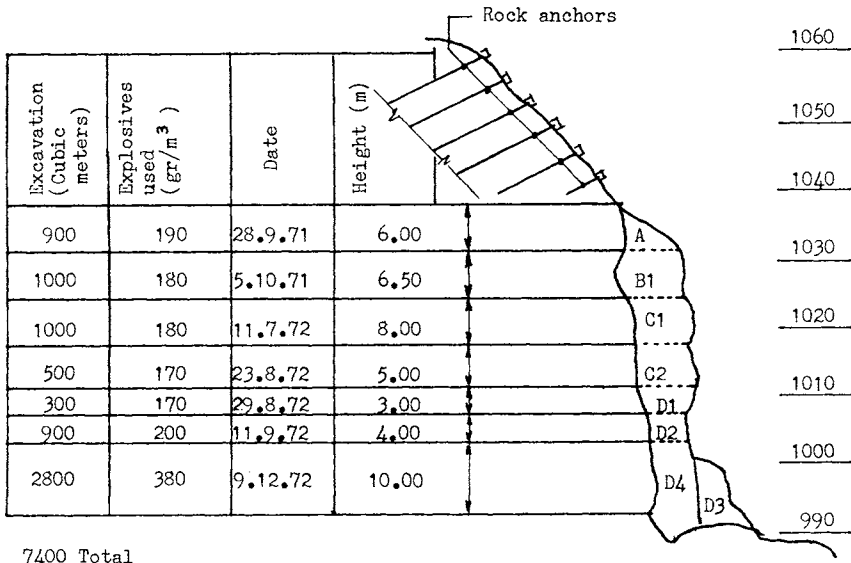 Rock anchors
Excavation
(Cubic
meters)
Explosives
used
(gr/m³)
Date
Height (m)
900 190 28.9.71 6.00
1000 180 5.10.71 6.50
1000 180 11.7.72 8.00
500 170 23.8.72 5.00
300 170 29.8.72 3.00
900 200 11.9.72 4.00
2800 380 9.12.72 10.00
7400 Total
A
B1
C1
C2
D1
D2
D4
D3
1060
1050
1040
1030
1020
1010
1000
990